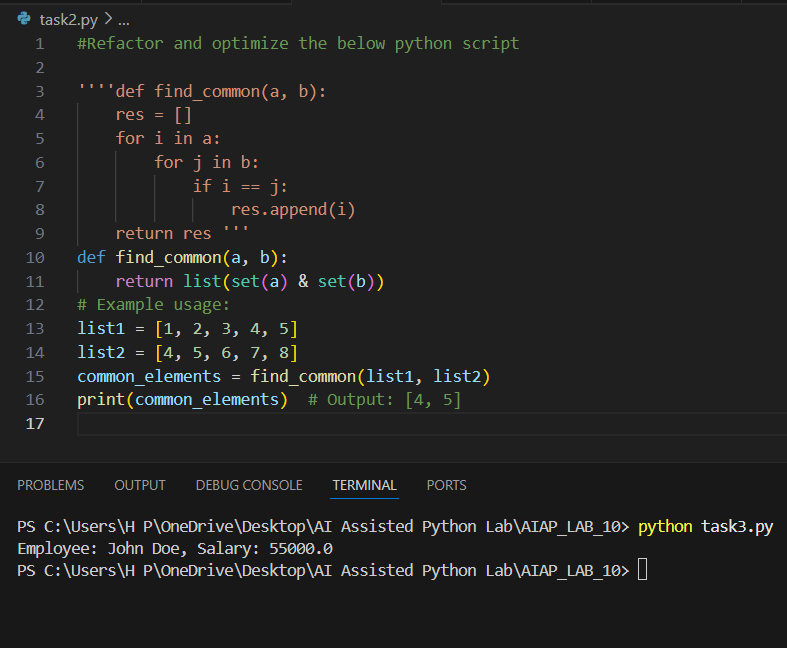 task2.py > ...
1 #Refactor and optimize the below python script
2
3 ''''def find_common(a, b):
4     res = []
5     for i in a:
6         for j in b:
7             if i == j:
8                 res.append(i)
9     return res '''
10 def find_common(a, b):
11     return list(set(a) & set(b))
12 # Example usage:
13 list1 = [1, 2, 3, 4, 5]
14 list2 = [4, 5, 6, 7, 8]
15 common_elements = find_common(list1, list2)
16 print(common_elements)  # Output: [4, 5]
17
PROBLEMS OUTPUT DEBUG CONSOLE TERMINAL PORTS
PS C:\Users\H P\OneDrive\Desktop\AI Assisted Python Lab\AIAP_LAB_10> python task3.py
Employee: John Doe, Salary: 55000.0
PS C:\Users\H P\OneDrive\Desktop\AI Assisted Python Lab\AIAP_LAB_10>